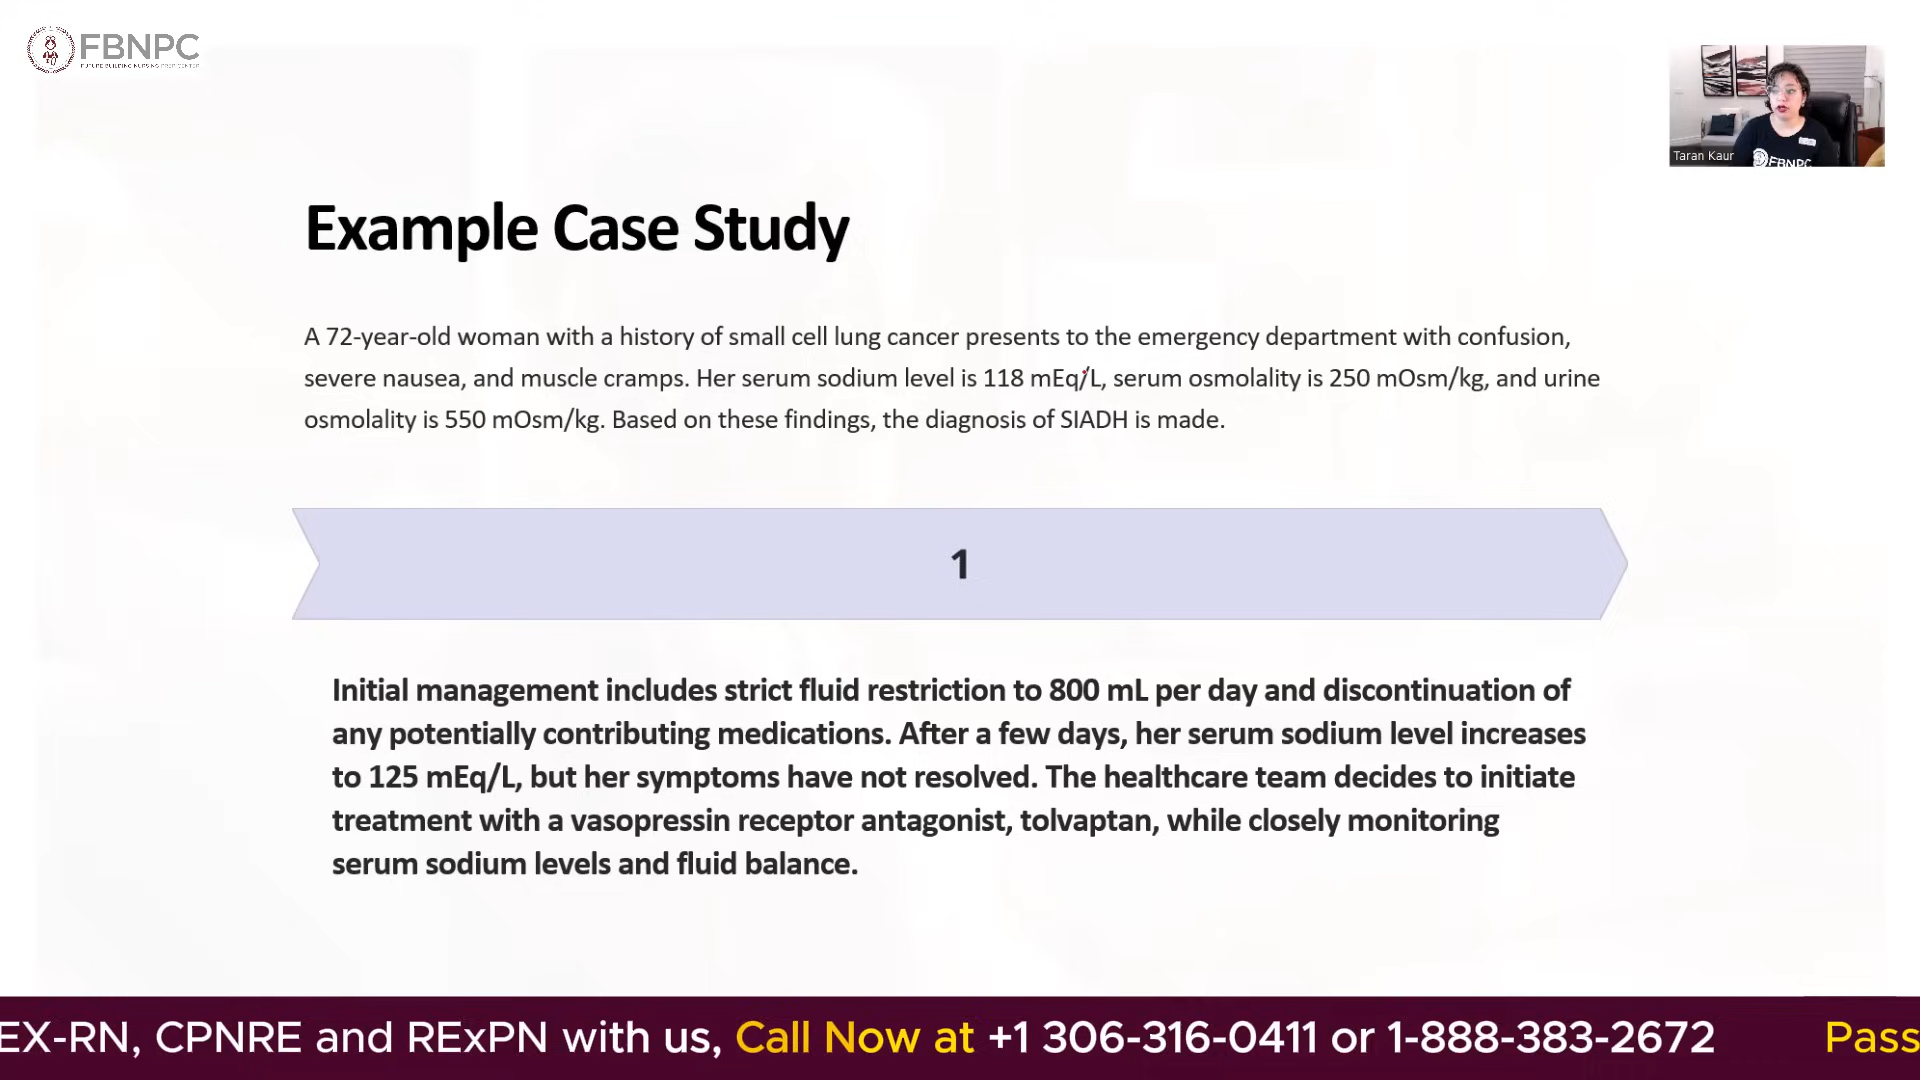 FBNPC
FUTURE BUILDING NURSING PREP CENTER
Taran Kaur
FBNPC
Example Case Study
A 72-year-old woman with a history of small cell lung cancer presents to the emergency department with confusion,
severe nausea, and muscle cramps. Her serum sodium level is 118 mEq/L, serum osmolality is 250 mOsm/kg, and urine
osmolality is 550 mOsm/kg. Based on these findings, the diagnosis of SIADH is made.
1
Initial management includes strict fluid restriction to 800 mL per day and discontinuation of
any potentially contributing medications. After a few days, her serum sodium level increases
to 125 mEq/L, but her symptoms have not resolved. The healthcare team decides to initiate
treatment with a vasopressin receptor antagonist, tolvaptan, while closely monitoring
serum sodium levels and fluid balance.
EX-RN, CPNRE and RExPN with us, Call Now at +1 306-316-0411 or 1-888-383-2672 Pass